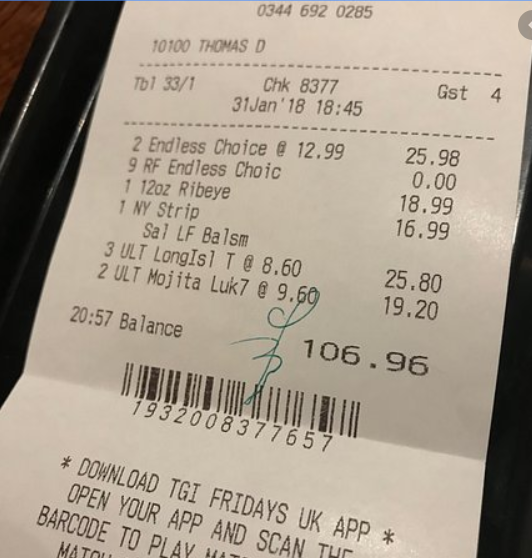 0344 692 0285
10100 THOMAS D
Tbl 33/1 Chk 8377 Gst 4
31Jan'18 18:45
2 Endless Choice @ 12.99 25.98
9 RF Endless Choic 0.00
1 12oz Ribeye 18.99
1 NY Strip 16.99
Sal LF Balsm
3 ULT LongIsl T @ 8.60 25.80
2 ULT Mojita Luk7 @ 9.60 19.20
20:57 Balance 106.96
1932008377657
* DOWNLOAD TGI FRIDAYS UK APP *
OPEN YOUR APP AND SCAN THE
BARCODE TO PLAY